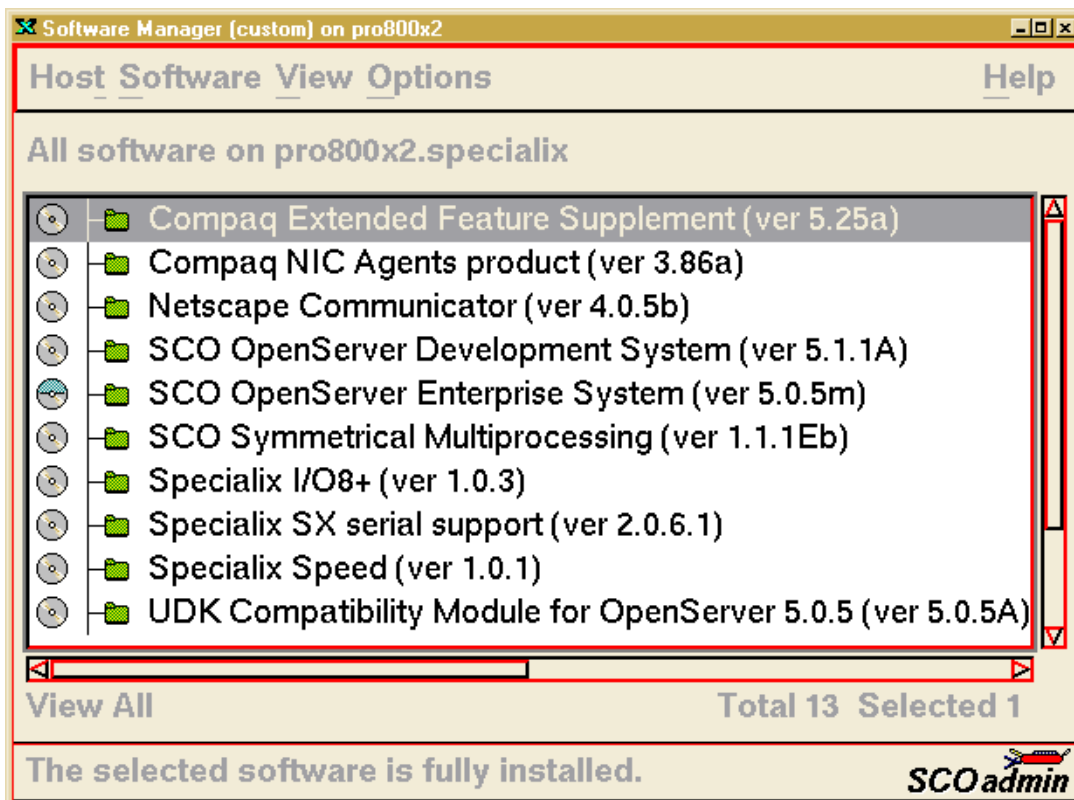 Software Manager (custom) on pro800x2
Host Software View Options Help
All software on pro800x2.specialix
Compaq Extended Feature Supplement (ver 5.25a)
Compaq NIC Agents product (ver 3.86a)
Netscape Communicator (ver 4.0.5b)
SCO OpenServer Development System (ver 5.1.1A)
SCO OpenServer Enterprise System (ver 5.0.5m)
SCO Symmetrical Multiprocessing (ver 1.1.1Eb)
Specialix I/O8+ (ver 1.0.3)
Specialix SX serial support (ver 2.0.6.1)
Specialix Speed (ver 1.0.1)
UDK Compatibility Module for OpenServer 5.0.5 (ver 5.0.5A)
View All Total 13 Selected 1
The selected software is fully installed. SCOadmin